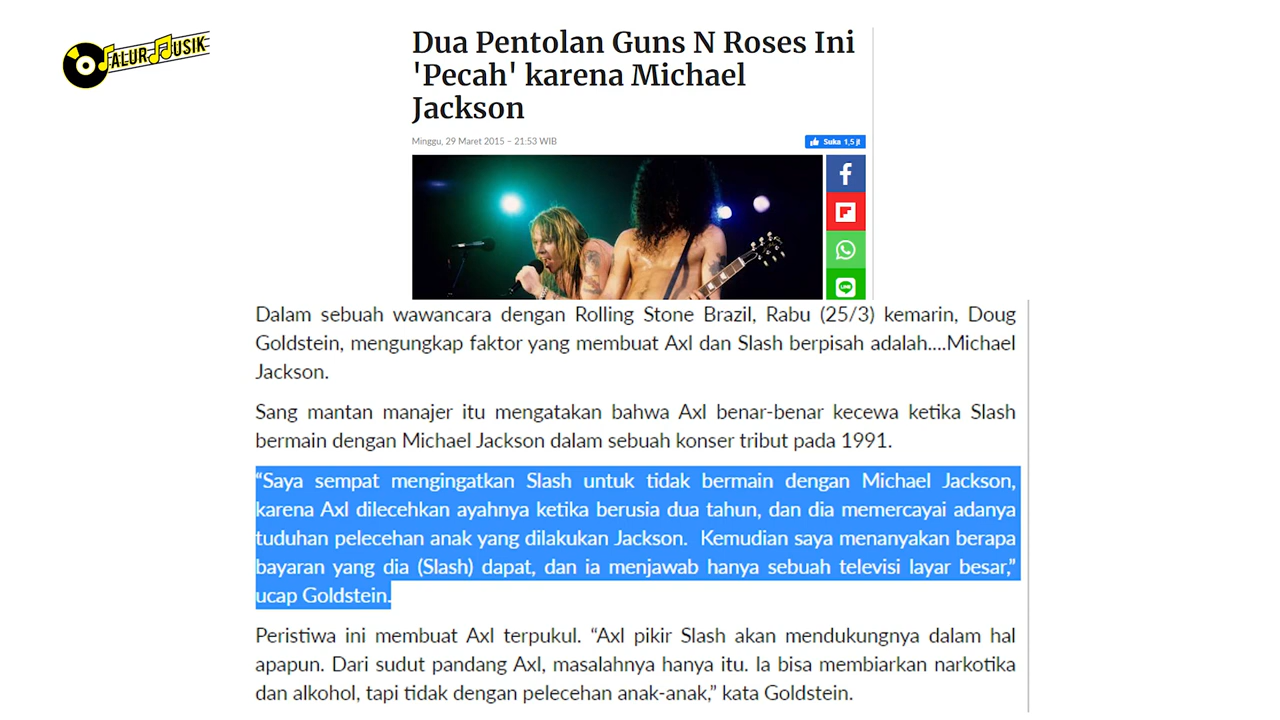 JALUR MUSIK
Dua Pentolan Guns N Roses Ini
'Pecah' karena Michael
Jackson
Minggu, 29 Maret 2015 – 21:53 WIB
Suka 1,5 jt
LINE
Dalam sebuah wawancara dengan Rolling Stone Brazil, Rabu (25/3) kemarin, Doug
Goldstein, mengungkap faktor yang membuat Axl dan Slash berpisah adalah....Michael
Jackson.
Sang mantan manajer itu mengatakan bahwa Axl benar-benar kecewa ketika Slash
bermain dengan Michael Jackson dalam sebuah konser tribut pada 1991.
“Saya sempat mengingatkan Slash untuk tidak bermain dengan Michael Jackson,
karena Axl dilecehkan ayahnya ketika berusia dua tahun, dan dia memercayai adanya
tuduhan pelecehan anak yang dilakukan Jackson.  Kemudian saya menanyakan berapa
bayaran yang dia (Slash) dapat, dan ia menjawab hanya sebuah televisi layar besar,”
ucap Goldstein.
Peristiwa ini membuat Axl terpukul. “Axl pikir Slash akan mendukungnya dalam hal
apapun. Dari sudut pandang Axl, masalahnya hanya itu. Ia bisa membiarkan narkotika
dan alkohol, tapi tidak dengan pelecehan anak-anak,” kata Goldstein.